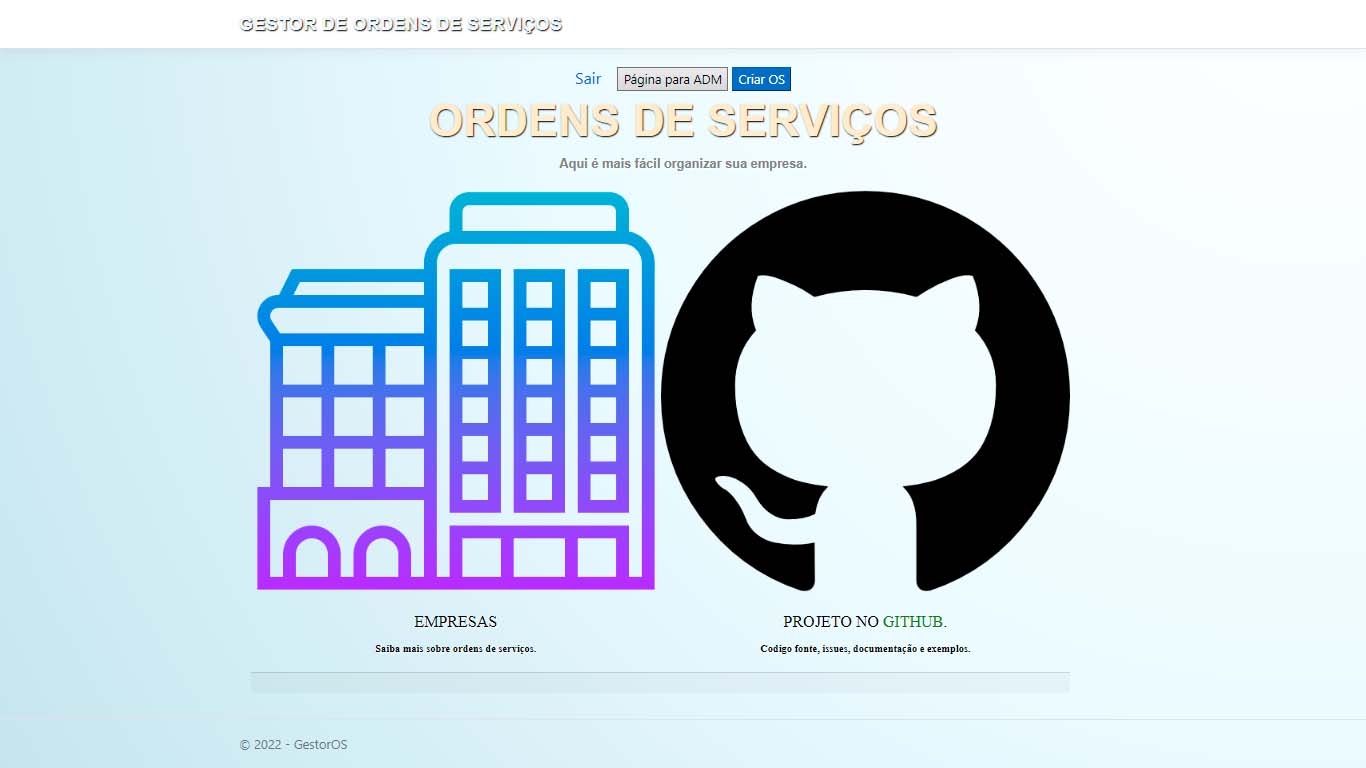 GESTOR DE ORDENS DE SERVIÇOS
Sair Página para ADM Criar OS
ORDENS DE SERVIÇOS
Aqui é mais fácil organizar sua empresa.
EMPRESAS
Saiba mais sobre ordens de serviços.
PROJETO NO GITHUB.
Codigo fonte, issues, documentação e exemplos.
© 2022 - GestorOS